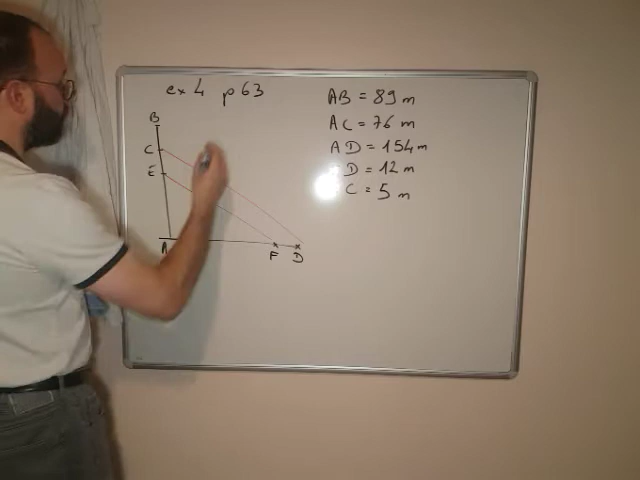 ex 4 p 63
B
C
E
A
F D
AB = 89 m
AC = 76 m
AD = 154 m
D = 12 m
C = 5 m